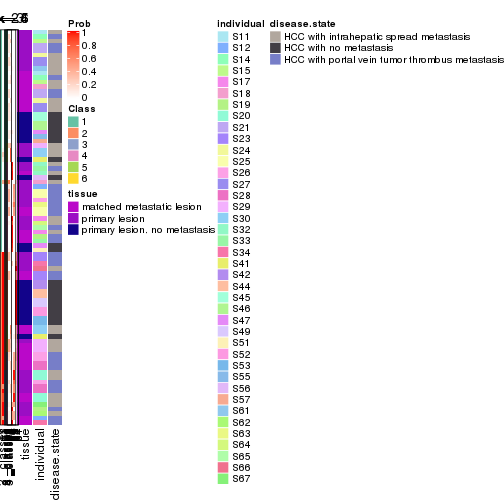 Prob
1
0.8
0.6
0.4
0.2
0
Class
1
2
3
4
5
6
tissue
matched metastatic lesion
primary lesion
primary lesion. no metastasis
individual
S11
S12
S14
S15
S17
S18
S19
S20
S21
S23
S24
S25
S26
S27
S28
S29
S30
S32
S33
S34
S41
S42
S44
S45
S46
S47
S49
S51
S52
S53
S55
S56
S57
S61
S62
S63
S64
S65
S66
S67
disease.state
HCC with intrahepatic spread metastasis
HCC with no metastasis
HCC with portal vein tumor thrombus metastasis
tissue
individual
disease.state